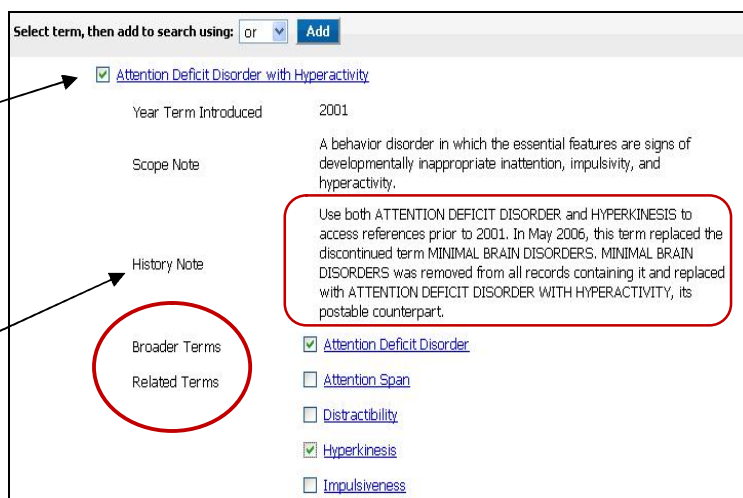 Select term, then add to search using: or Add
Attention Deficit Disorder with Hyperactivity
Year Term Introduced 2001
Scope Note
A behavior disorder in which the essential features are signs of
developmentally inappropriate inattention, impulsivity, and
hyperactivity.
History Note
Use both ATTENTION DEFICIT DISORDER and HYPERKINESIS to
access references prior to 2001. In May 2006, this term replaced the
discontinued term MINIMAL BRAIN DISORDERS. MINIMAL BRAIN
DISORDERS was removed from all records containing it and replaced
with ATTENTION DEFICIT DISORDER WITH HYPERACTIVITY, its
postable counterpart.
Broader Terms Attention Deficit Disorder
Related Terms Attention Span
Distractibility
Hyperkinesis
Impulsiveness